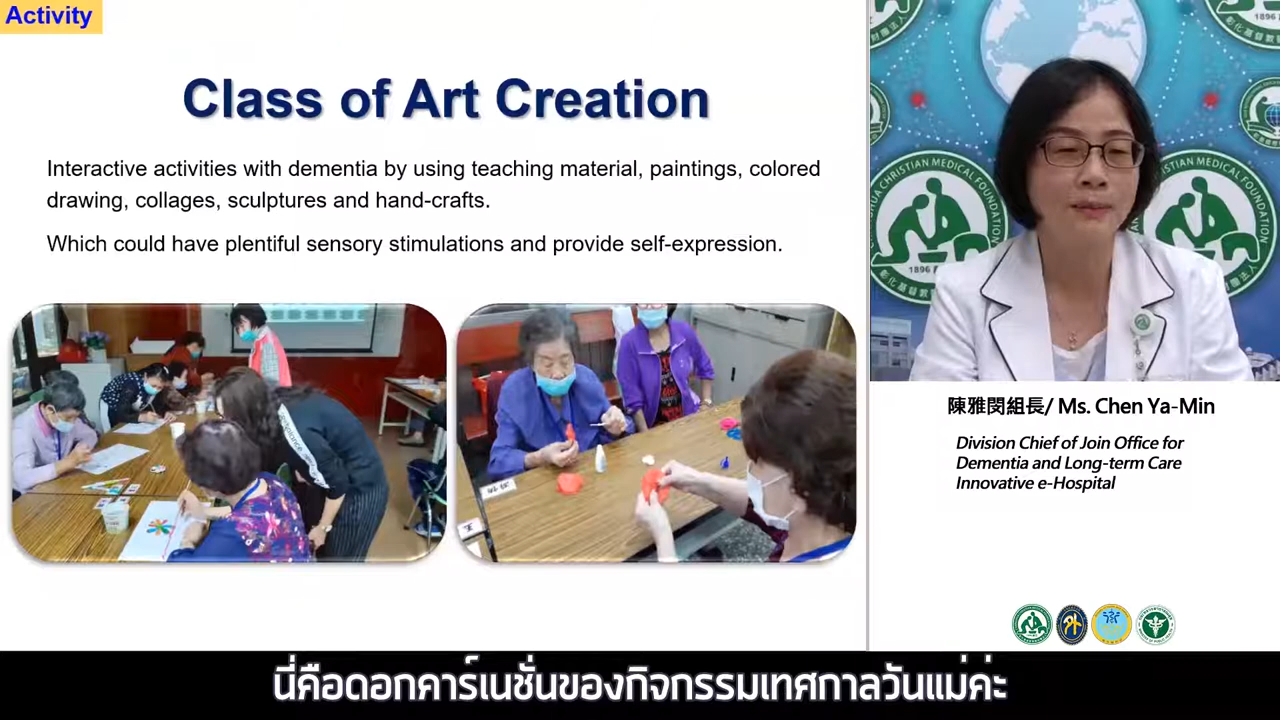 Activity
Class of Art Creation
Interactive activities with dementia by using teaching material, paintings, colored
drawing, collages, sculptures and hand-crafts.
Which could have plentiful sensory stimulations and provide self-expression.
CHRISTIAN MEDICAL FOUNDATION
1896
陳雅閔組長/ Ms. Chen Ya-Min
Division Chief of Join Office for
Dementia and Long-term Care
Innovative e-Hospital
นี่คือดอกคาร์เนชั่นของกิจกรรมเทศกาลวันแม่ค่ะ